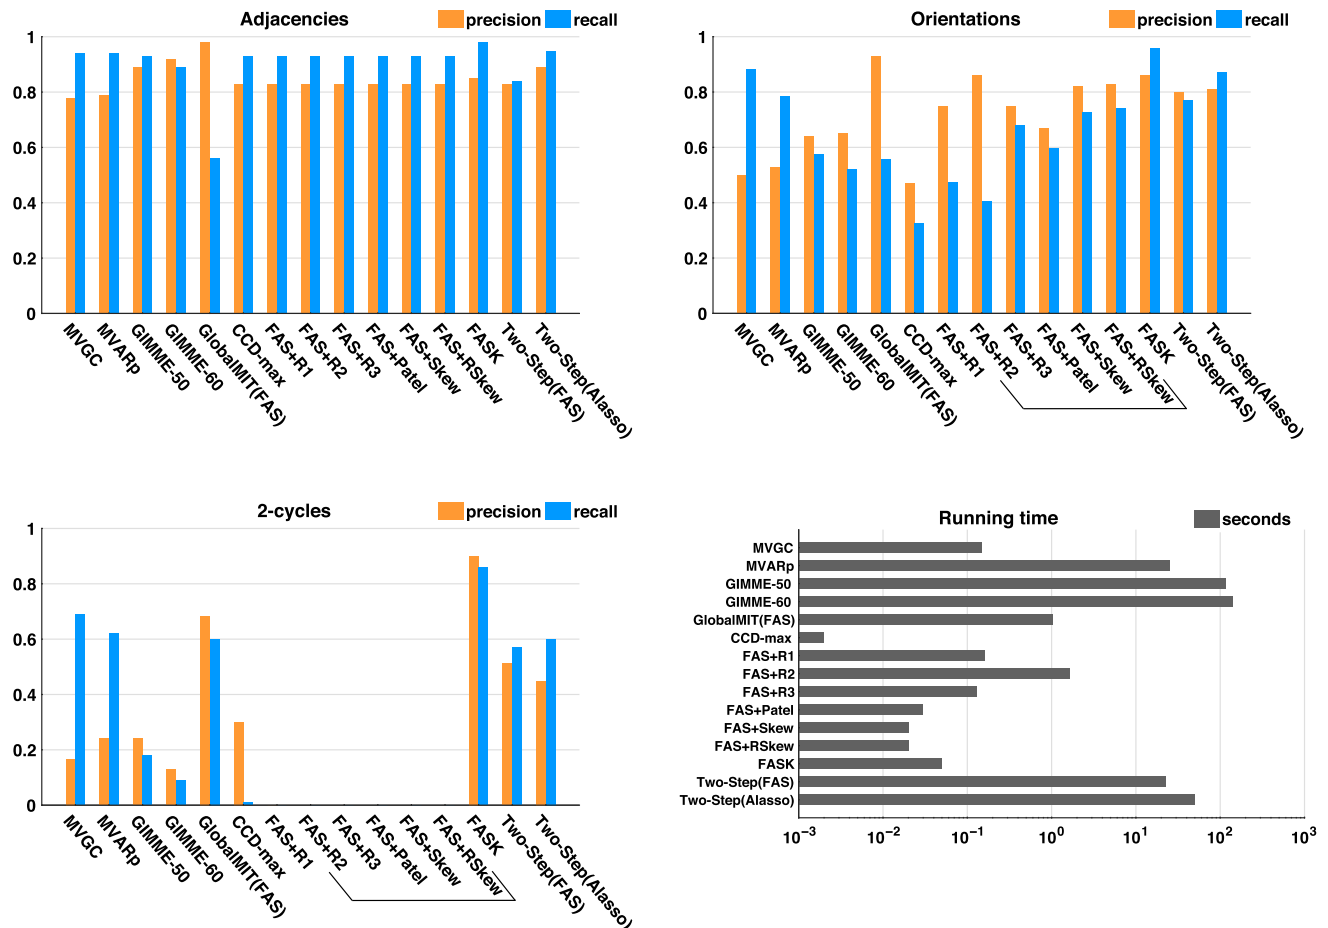 Adjacencies
precision recall
1
0.8
0.6
0.4
0.2
0
MVGC
MVARp
GIMME-50
GIMME-60
GlobalMIT(FAS)
CCD-max
FAS+R1
FAS+R2
FAS+R3
FAS+Patel
FAS+Skew
FAS+RSkew
FASK
Two-Step(FAS)
Two-Step(Alasso)
Orientations
precision recall
1
0.8
0.6
0.4
0.2
0
MVGC
MVARp
GIMME-50
GIMME-60
GlobalMIT(FAS)
CCD-max
FAS+R1
FAS+R2
FAS+R3
FAS+Patel
FAS+Skew
FAS+RSkew
FASK
Two-Step(FAS)
Two-Step(Alasso)
2-cycles
precision recall
1
0.8
0.6
0.4
0.2
0
MVGC
MVARp
GIMME-50
GIMME-60
GlobalMIT(FAS)
CCD-max
FAS+R1
FAS+R2
FAS+R3
FAS+Patel
FAS+Skew
FAS+RSkew
FASK
Two-Step(FAS)
Two-Step(Alasso)
Running time
seconds
MVGC
MVARp
GIMME-50
GIMME-60
GlobalMIT(FAS)
CCD-max
FAS+R1
FAS+R2
FAS+R3
FAS+Patel
FAS+Skew
FAS+RSkew
FASK
Two-Step(FAS)
Two-Step(Alasso)
10⁻³ 10⁻² 10⁻¹ 10⁰ 10¹ 10² 10³